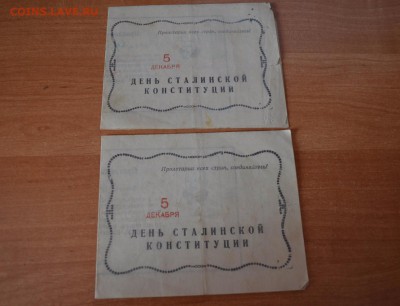 COINS.LAVE.RU
Пролетарии всех стран, соединяйтесь!
5
ДЕКАБРЯ
ДЕНЬ СТАЛИНСКОЙ
КОНСТИТУЦИИ
Пролетарии всех стран, соединяйтесь!
5
ДЕКАБРЯ
ДЕНЬ СТАЛИНСКОЙ
КОНСТИТУЦИИ